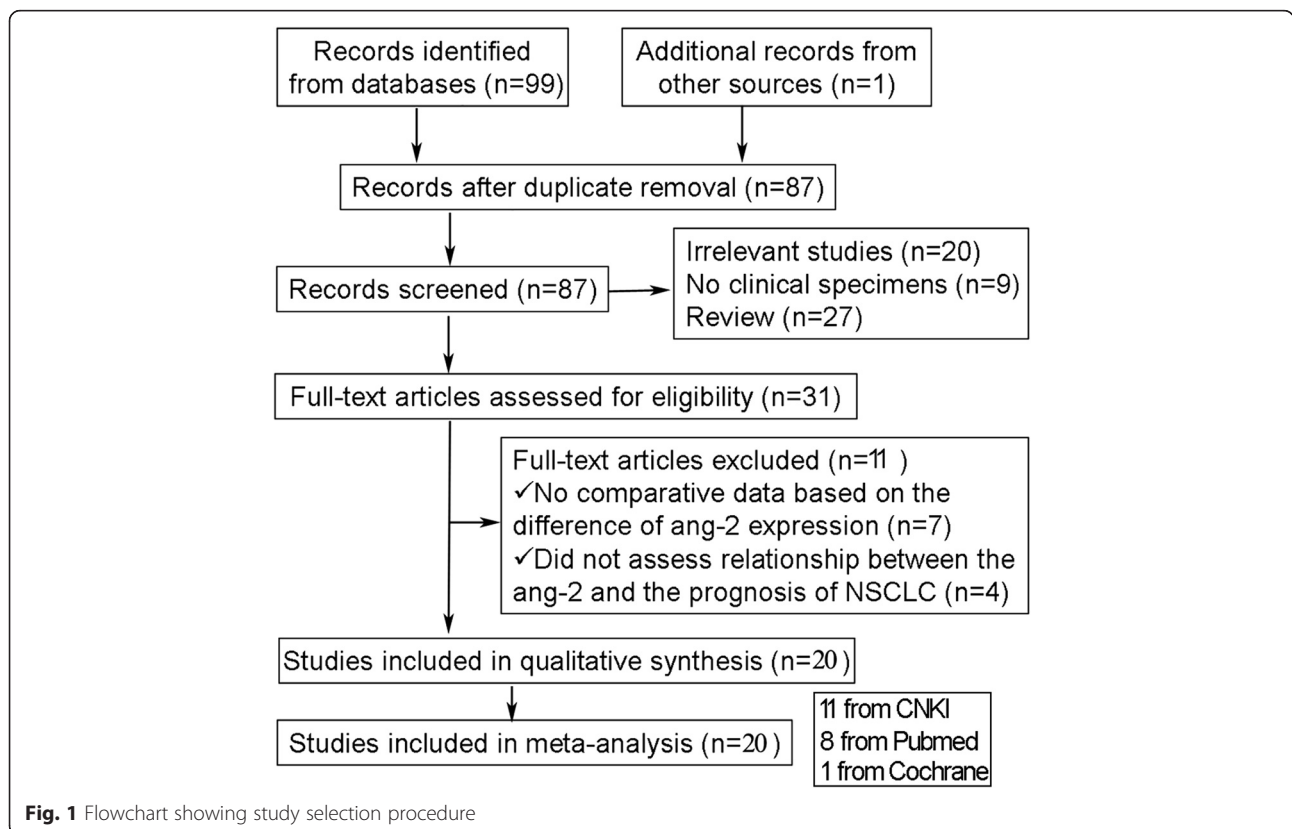 Records identified
from databases (n=99)
Additional records from
other sources (n=1)
Records after duplicate removal (n=87)
Records screened (n=87)
Irrelevant studies (n=20)
No clinical specimens (n=9)
Review (n=27)
Full-text articles assessed for eligibility (n=31)
Full-text articles excluded (n=11 )
✓No comparative data based on the
difference of ang-2 expression (n=7)
✓Did not assess relationship between the
ang-2 and the prognosis of NSCLC (n=4)
Studies included in qualitative synthesis (n=20)
Studies included in meta-analysis (n=20 )
11 from CNKI
8 from Pubmed
1 from Cochrane
Fig. 1 Flowchart showing study selection procedure